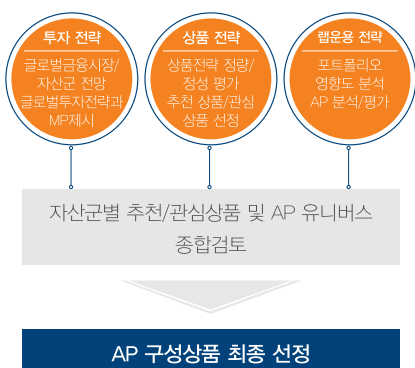 투자 전략
글로벌금융시장/
자산군 전망
글로벌투자전략과
MP제시
상품 전략
상품전략 정량/
정성 평가
추천 상품/관심
상품 선정
랩운용 전략
포트폴리오
영향도 분석
AP 분석/평가
자산군별 추천/관심상품 및 AP 유니버스
종합검토
AP 구성상품 최종 선정